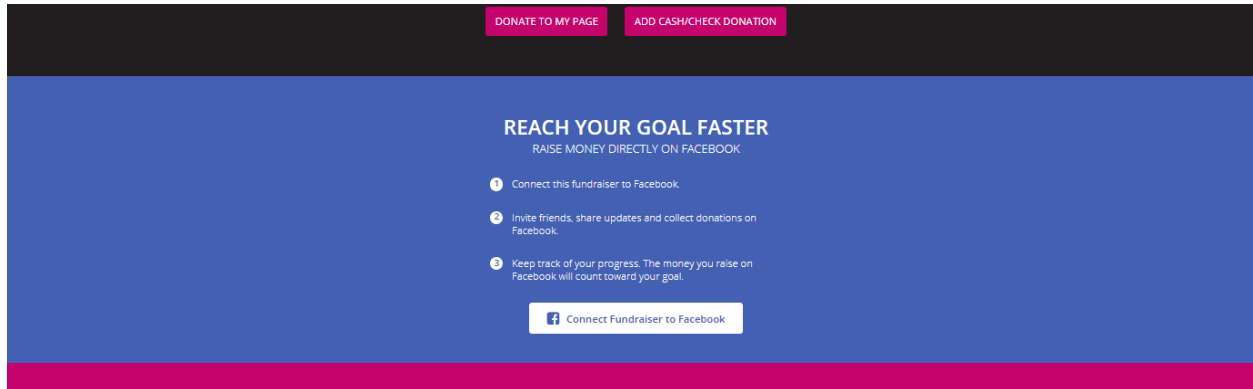 DONATE TO MY PAGE
ADD CASH/CHECK DONATION
REACH YOUR GOAL FASTER
RAISE MONEY DIRECTLY ON FACEBOOK
1 Connect this fundraiser to Facebook.
2 Invite friends, share updates and collect donations on
Facebook.
3 Keep track of your progress. The money you raise on
Facebook will count toward your goal.
Connect Fundraiser to Facebook